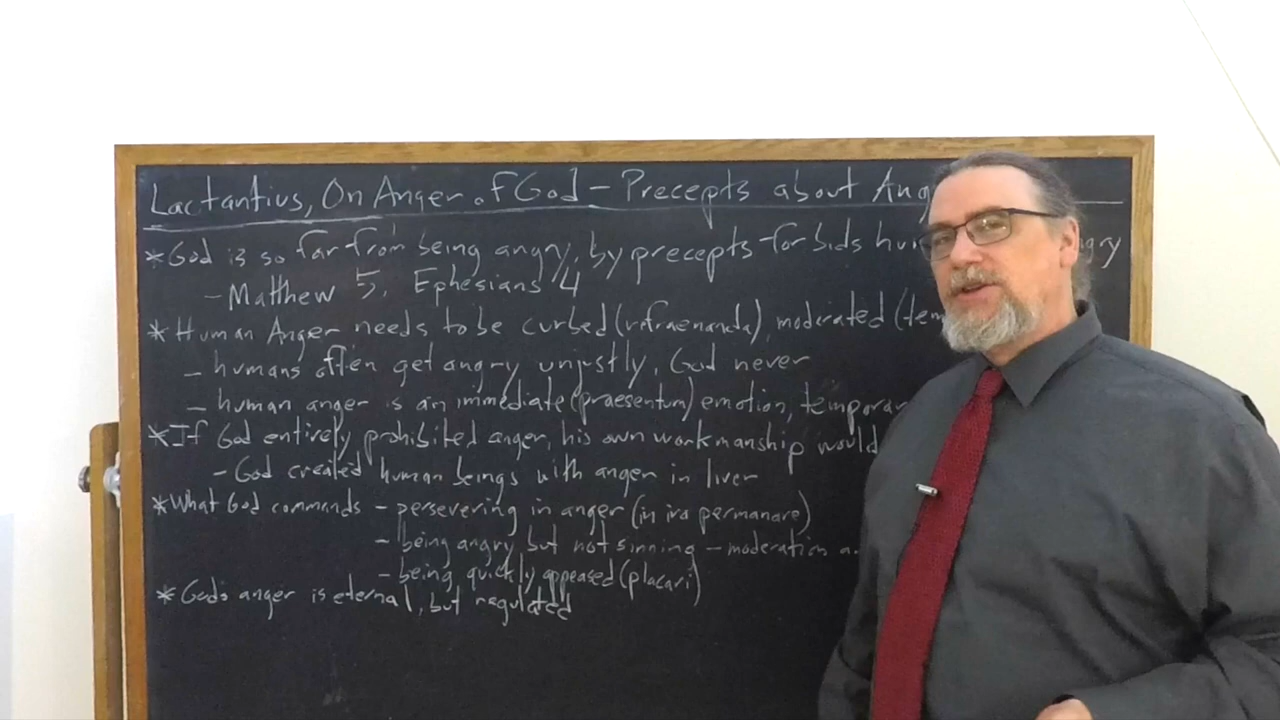 Lactantius, On Anger of God - Precepts about Ang
*God is so far from being angry, by precepts forbids hu gry
- Matthew 5, Ephesians 4
*Human Anger needs to be curbed (refraenanda), moderated (tem
- humans often get angry unjustly, God never
- human anger is an immediate (praesentum) emotion, temporar
*If God entirely prohibited anger, his own workmanship would
- God created human beings with anger in liver
*What God commands - persevering in anger (in ira permanare)
- being angry, but not sinning - moderation
- being quickly appeased (placari)
*Gods anger is eternal, but regulated